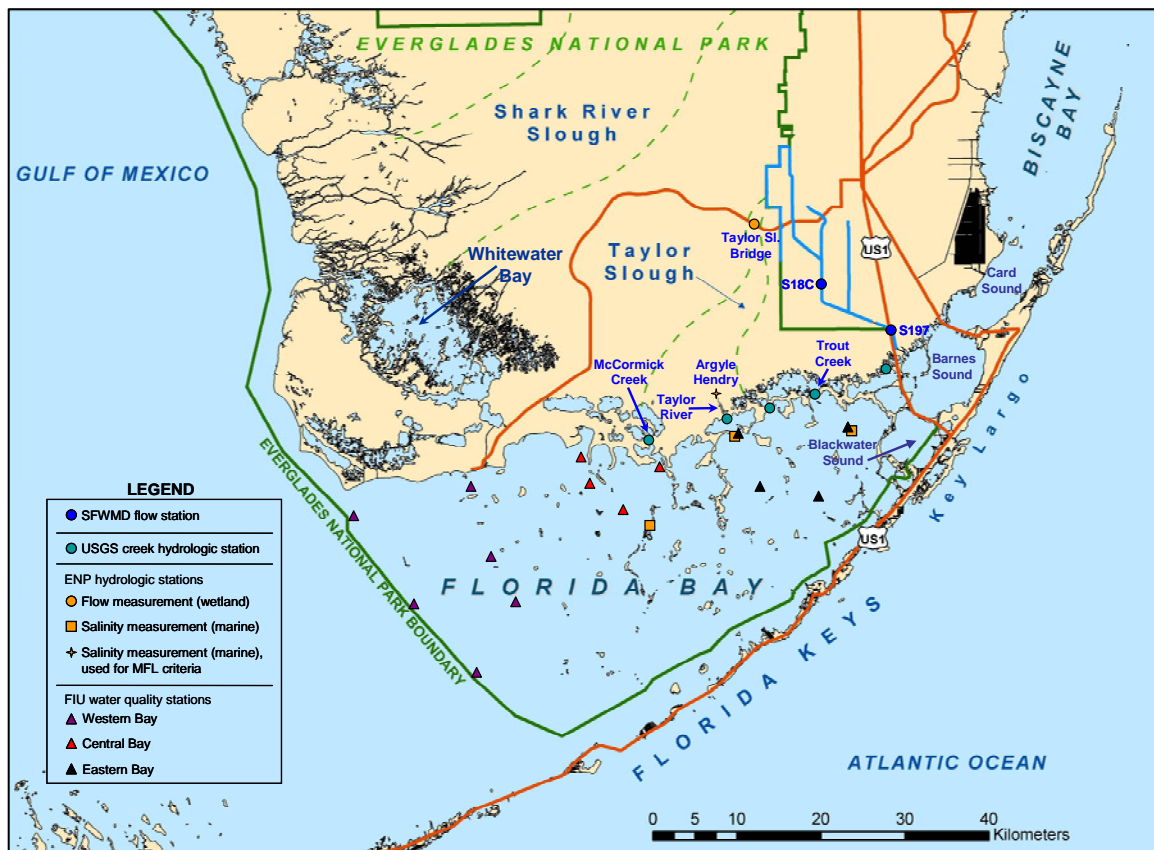 EVERGLADES NATIONAL PARK
Shark River
Slough
BISCAYNE
BAY
GULF OF MEXICO
Taylor Sl.
Bridge
US1
Whitewater
Bay
Taylor
Slough
S18C
Card
Sound
S197
Trout
Creek
McCormick
Creek
Argyle
Hendry
Taylor
River
Barnes
Sound
Blackwater
Sound
Key Largo
US1
EVERGLADES NATIONAL PARK BOUNDARY
FLORIDA BAY
FLORIDA KEYS
ATLANTIC OCEAN
LEGEND
SFWMD flow station
USGS creek hydrologic station
ENP hydrologic stations
Flow measurement (wetland)
Salinity measurement (marine)
Salinity measurement (marine),
used for MFL criteria
FIU water quality stations
Western Bay
Central Bay
Eastern Bay
0 5 10 20 30 40
Kilometers